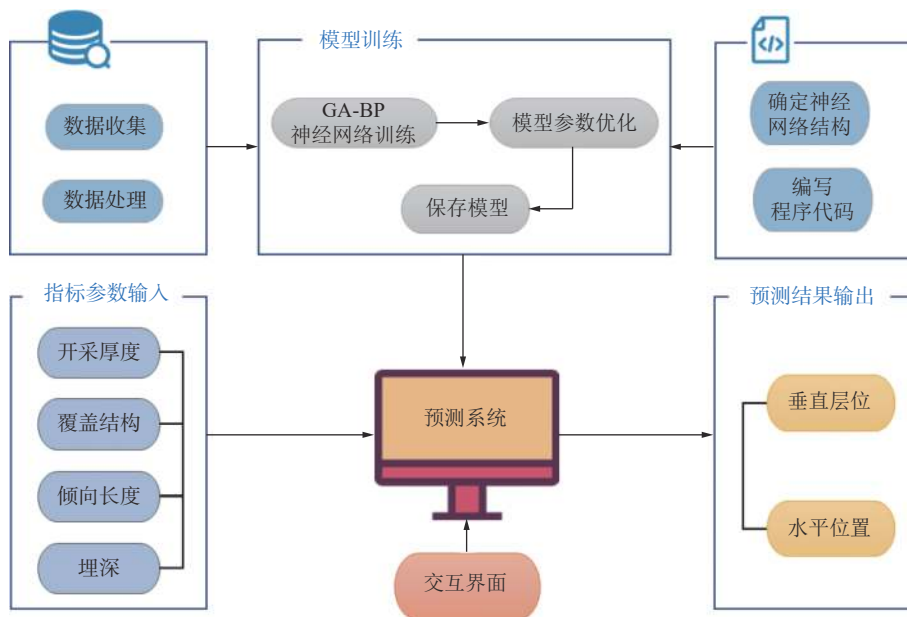 模型训练
数据收集
数据处理
GA-BP
神经网络训练
模型参数优化
保存模型
</>
确定神经
网络结构
编写
程序代码
指标参数输入
开采厚度
覆盖结构
倾向长度
埋深
预测系统
交互界面
预测结果输出
垂直层位
水平位置